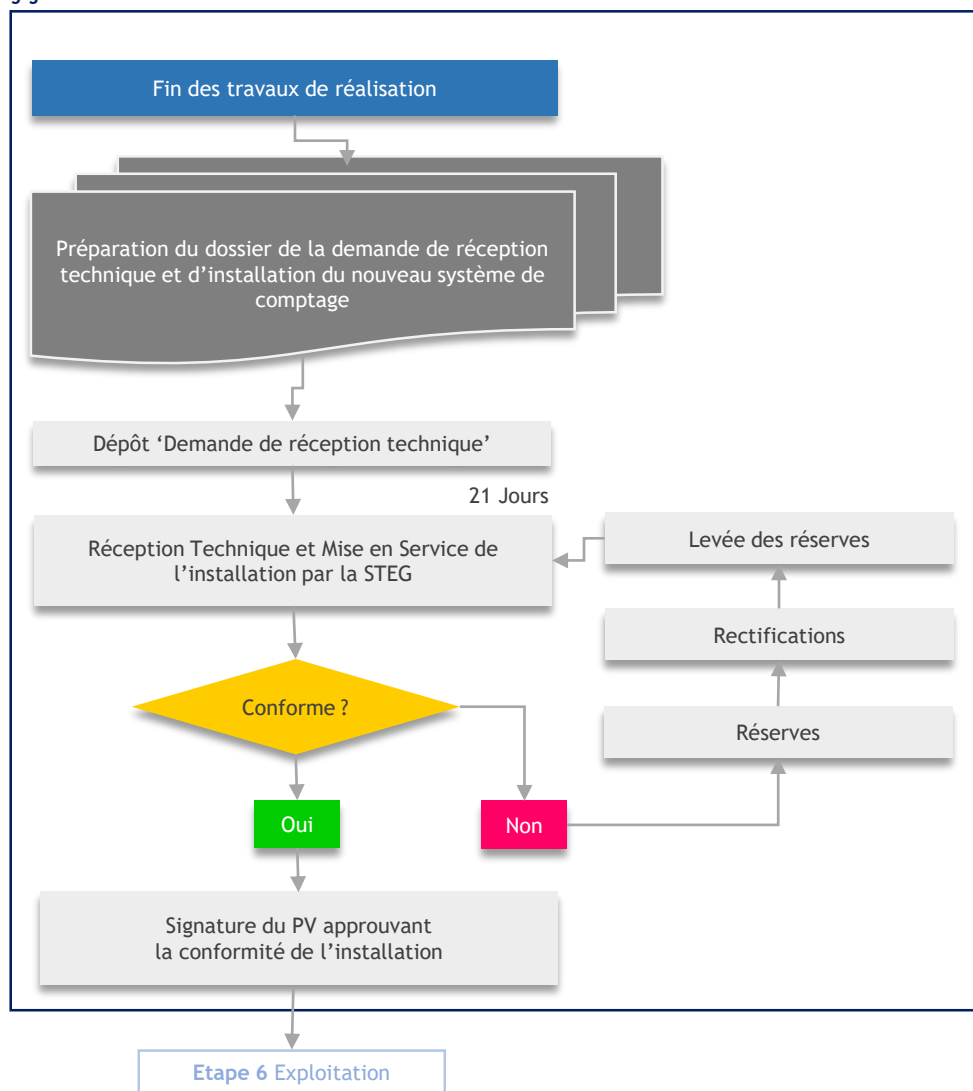 Fin des travaux de réalisation
Préparation du dossier de la demande de réception
technique et d’installation du nouveau système de
comptage
Dépôt ‘Demande de réception technique’
21 Jours
Réception Technique et Mise en Service de
l’installation par la STEG
Levée des réserves
Rectifications
Réserves
Conforme ?
Oui
Non
Signature du PV approuvant
la conformité de l’installation
Etape 6 Exploitation